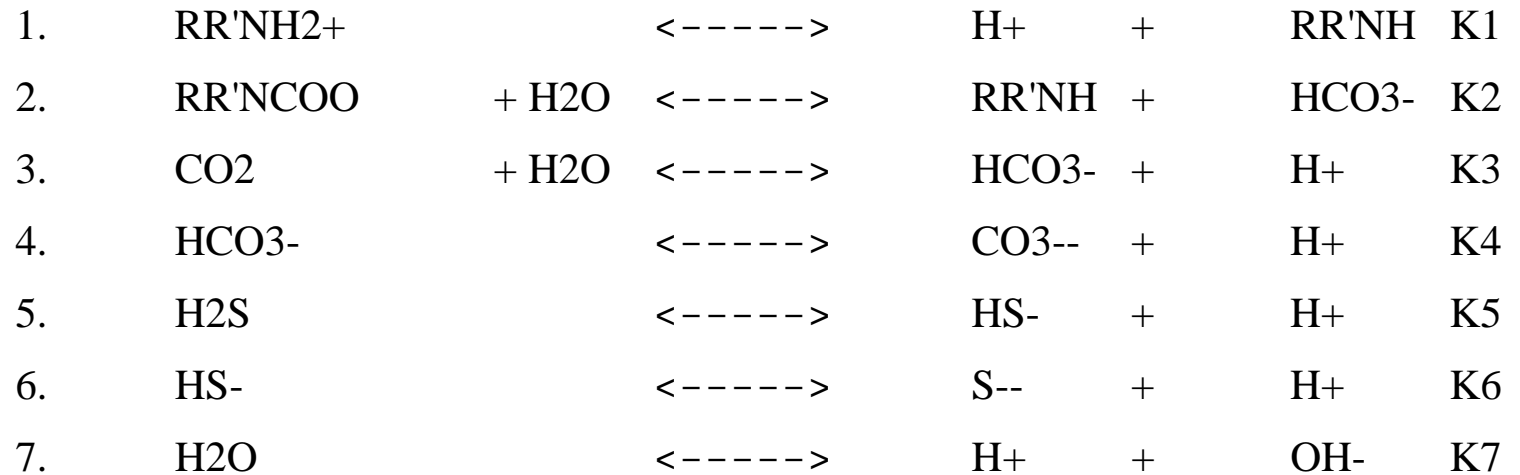 1. RR'NH2+ <-----> H+ + RR'NH K1
2. RR'NCOO + H2O <-----> RR'NH + HCO3- K2
3. CO2 + H2O <-----> HCO3- + H+ K3
4. HCO3- <-----> CO3-- + H+ K4
5. H2S <-----> HS- + H+ K5
6. HS- <-----> S-- + H+ K6
7. H2O <-----> H+ + OH- K7